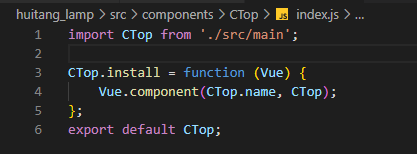 huitang_lamp > src > components > CTop > JS index.js > ...
1 import CTop from './src/main';
2
3 CTop.install = function (Vue) {
4 Vue.component(CTop.name, CTop);
5 };
6 export default CTop;